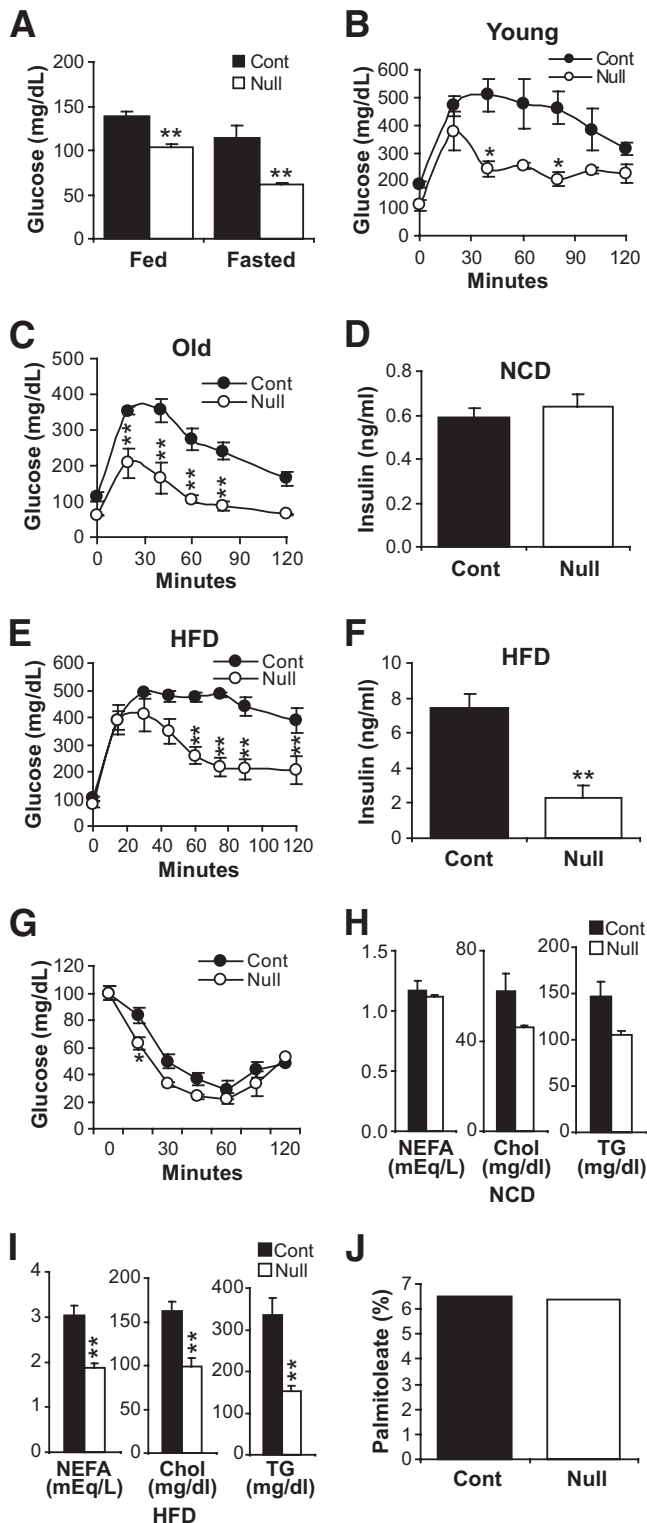 A
Cont
Null
Glucose (mg/dL)
200
150
100
50
0
**
**
Fed
Fasted
B
Young
Cont
Null
Glucose (mg/dL)
600
500
400
300
200
100
0
*
*
0 30 60 90 120
Minutes
C
Old
Cont
Null
Glucose (mg/dL)
500
400
300
200
100
0
**
**
**
**
0 30 60 90 120
Minutes
D
NCD
Insulin (ng/ml)
0.8
0.6
0.4
0.2
0.0
Cont
Null
E
HFD
Cont
Null
Glucose (mg/dL)
600
500
400
300
200
100
0
**
**
**
**
0 20 40 60 80 100 120
Minutes
F
HFD
Insulin (ng/ml)
10
8
6
4
2
0
**
Cont
Null
G
Cont
Null
Glucose (mg/dL)
120
100
80
60
40
20
0
*
0 30 60 120
Minutes
H
Cont
Null
1.5
1.0
0.5
0.0
80
40
0
200
150
100
50
0
NEFA
(mEq/L)
Chol
(mg/dl)
TG
(mg/dl)
NCD
I
Cont
Null
4
3
2
1
0
**
200
150
100
50
0
**
400
300
200
100
0
**
NEFA
(mEq/L)
Chol
(mg/dl)
TG
(mg/dl)
HFD
J
Palmitoleate (%)
7
6
5
4
3
2
1
0
Cont
Null